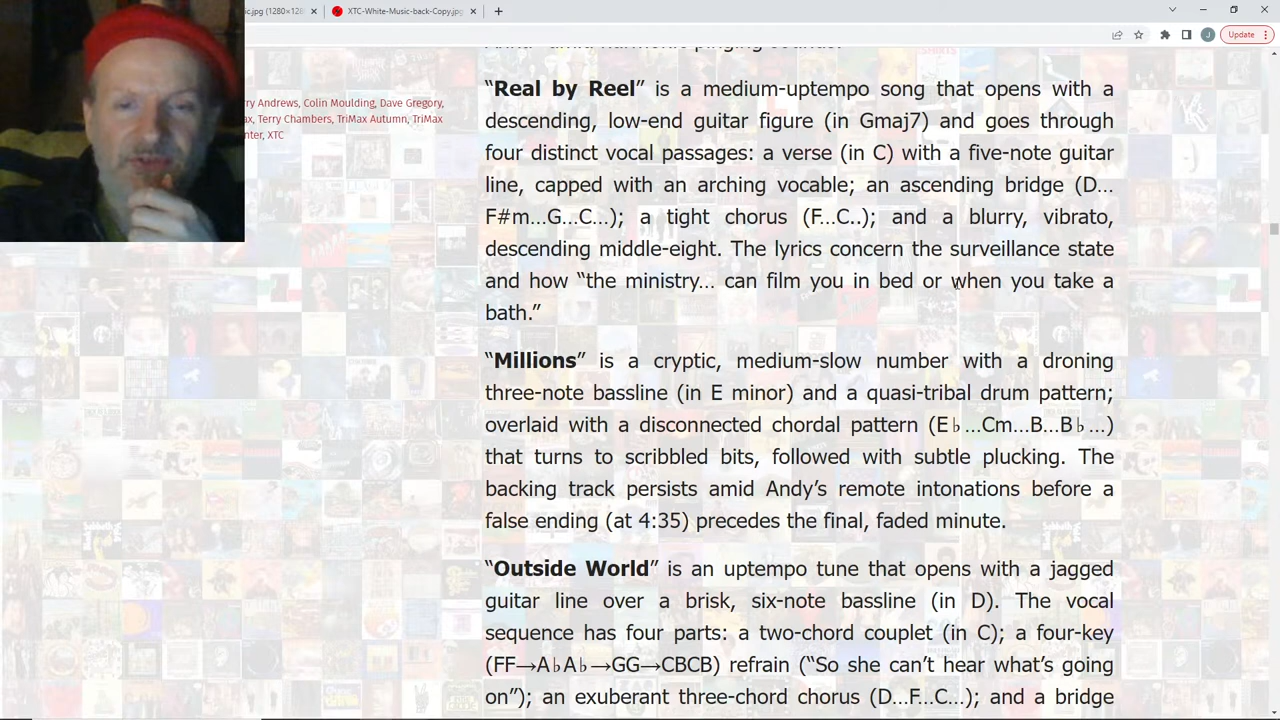 ic.jpg (1280×128
XTC-White-Music-back-Copy.jpg
Update
J
“Real by Reel” is a medium-uptempo song that opens with a
ry Andrews, Colin Moulding, Dave Gregory,
descending, low-end guitar figure (in Gmaj7) and goes through
ax, Terry Chambers, TriMax Autumn, TriMax
nter, XTC
four distinct vocal passages: a verse (in C) with a five-note guitar
line, capped with an arching vocable; an ascending bridge (D…
F#m…G…C…); a tight chorus (F…C..); and a blurry, vibrato,
descending middle-eight. The lyrics concern the surveillance state
and how “the ministry… can film you in bed or when you take a
bath.”
“Millions” is a cryptic, medium-slow number with a droning
three-note bassline (in E minor) and a quasi-tribal drum pattern;
overlaid with a disconnected chordal pattern (E♭…Cm…B…B♭…)
that turns to scribbled bits, followed with subtle plucking. The
backing track persists amid Andy’s remote intonations before a
false ending (at 4:35) precedes the final, faded minute.
“Outside World” is an uptempo tune that opens with a jagged
guitar line over a brisk, six-note bassline (in D). The vocal
sequence has four parts: a two-chord couplet (in C); a four-key
(FF→A♭A♭→GG→CBCB) refrain (“So she can’t hear what’s going
on”); an exuberant three-chord chorus (D…F…C…); and a bridge